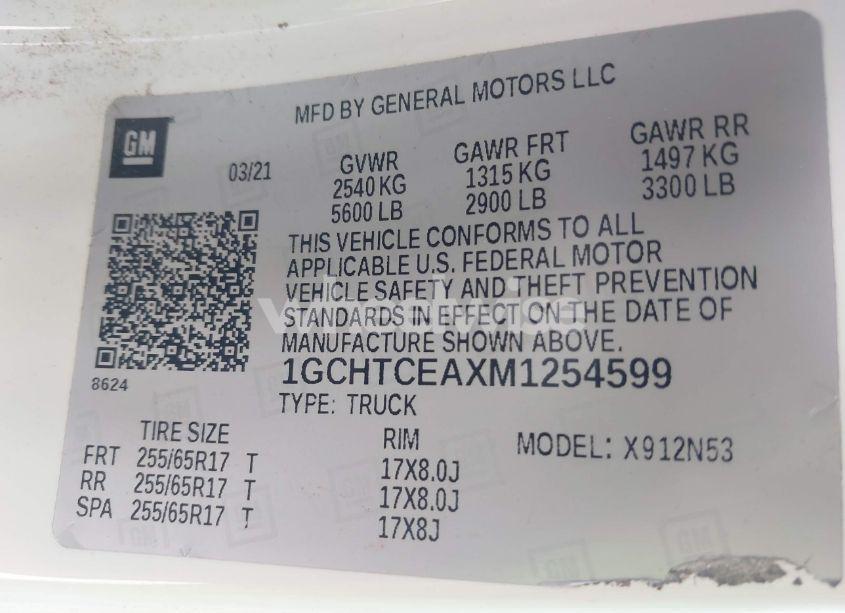 MFD BY GENERAL MOTORS LLC
GM
03/21
GVWR
2540 KG
5600 LB
GAWR FRT
1315 KG
2900 LB
GAWR RR
1497 KG
3300 LB
THIS VEHICLE CONFORMS TO ALL
APPLICABLE U.S. FEDERAL MOTOR
VEHICLE SAFETY AND THEFT PREVENTION
STANDARDS IN EFFECT ON THE DATE OF
MANUFACTURE SHOWN ABOVE.
8624
1GCHTCEAXM1254599
TYPE: TRUCK
TIRE SIZE
RIM
MODEL: X912N53
FRT 255/65R17 T 17X8.0J
RR 255/65R17 T 17X8.0J
SPA 255/65R17 T 17X8J